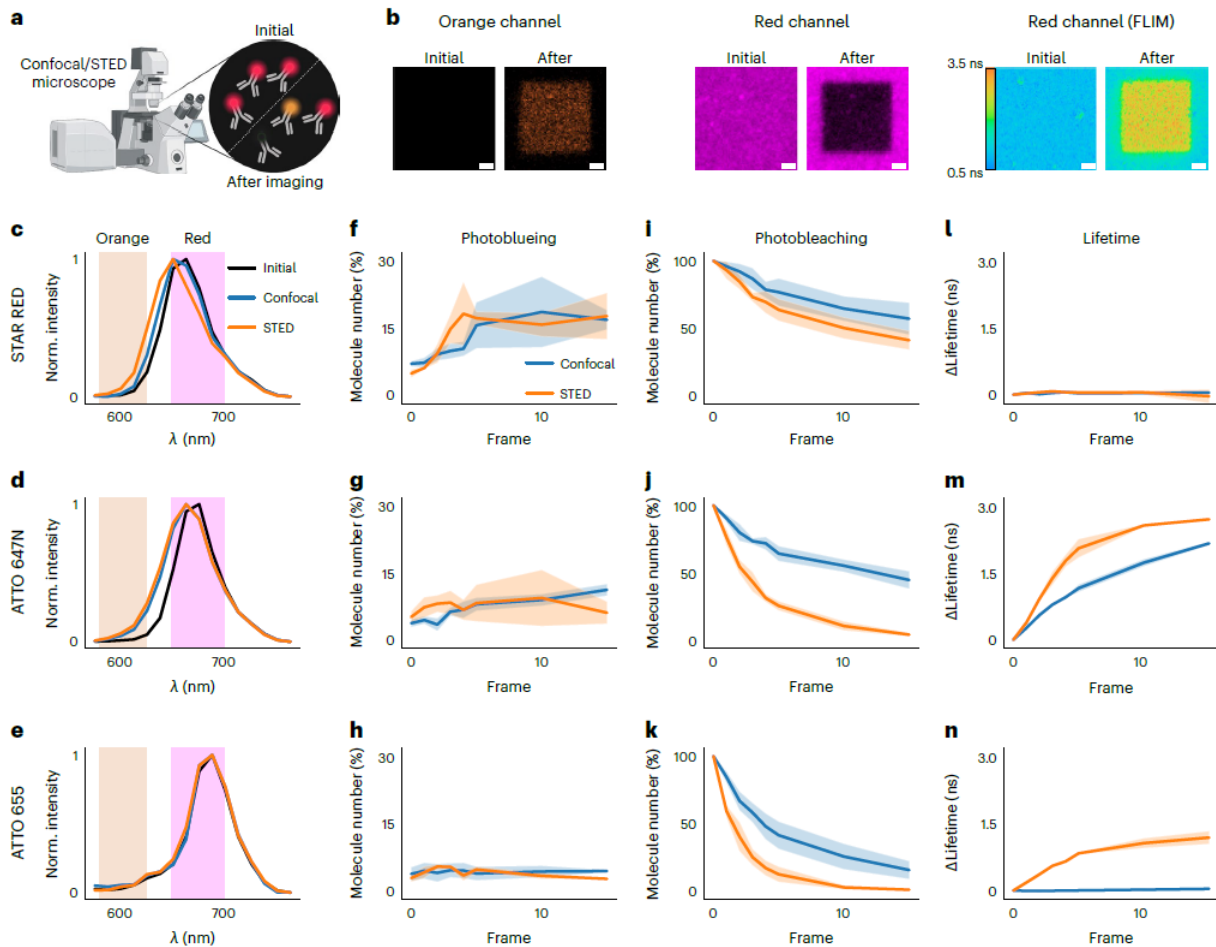 a
Confocal/STED
microscope
Initial
After imaging
b
Orange channel
Initial
After
Red channel
Initial
After
Red channel (FLIM)
Initial
After
3.5 ns
0.5 ns
c
STAR RED
Orange
Red
Norm. intensity
1
0
600
700
λ (nm)
Initial
Confocal
STED
f
Photoblueing
Molecule number (%)
30
15
0
0
10
Frame
Confocal
STED
i
Photobleaching
Molecule number (%)
100
50
0
0
10
Frame
l
Lifetime
ΔLifetime (ns)
3.0
1.5
0
0
10
Frame
d
ATTO 647N
Norm. intensity
1
0
600
700
λ (nm)
g
Molecule number (%)
30
15
0
0
10
Frame
j
Molecule number (%)
100
50
0
0
10
Frame
m
ΔLifetime (ns)
3.0
1.5
0
0
10
Frame
e
ATTO 655
Norm. intensity
1
0
600
700
λ (nm)
h
Molecule number (%)
30
15
0
0
10
Frame
k
Molecule number (%)
100
50
0
0
10
Frame
n
ΔLifetime (ns)
3.0
1.5
0
0
10
Frame